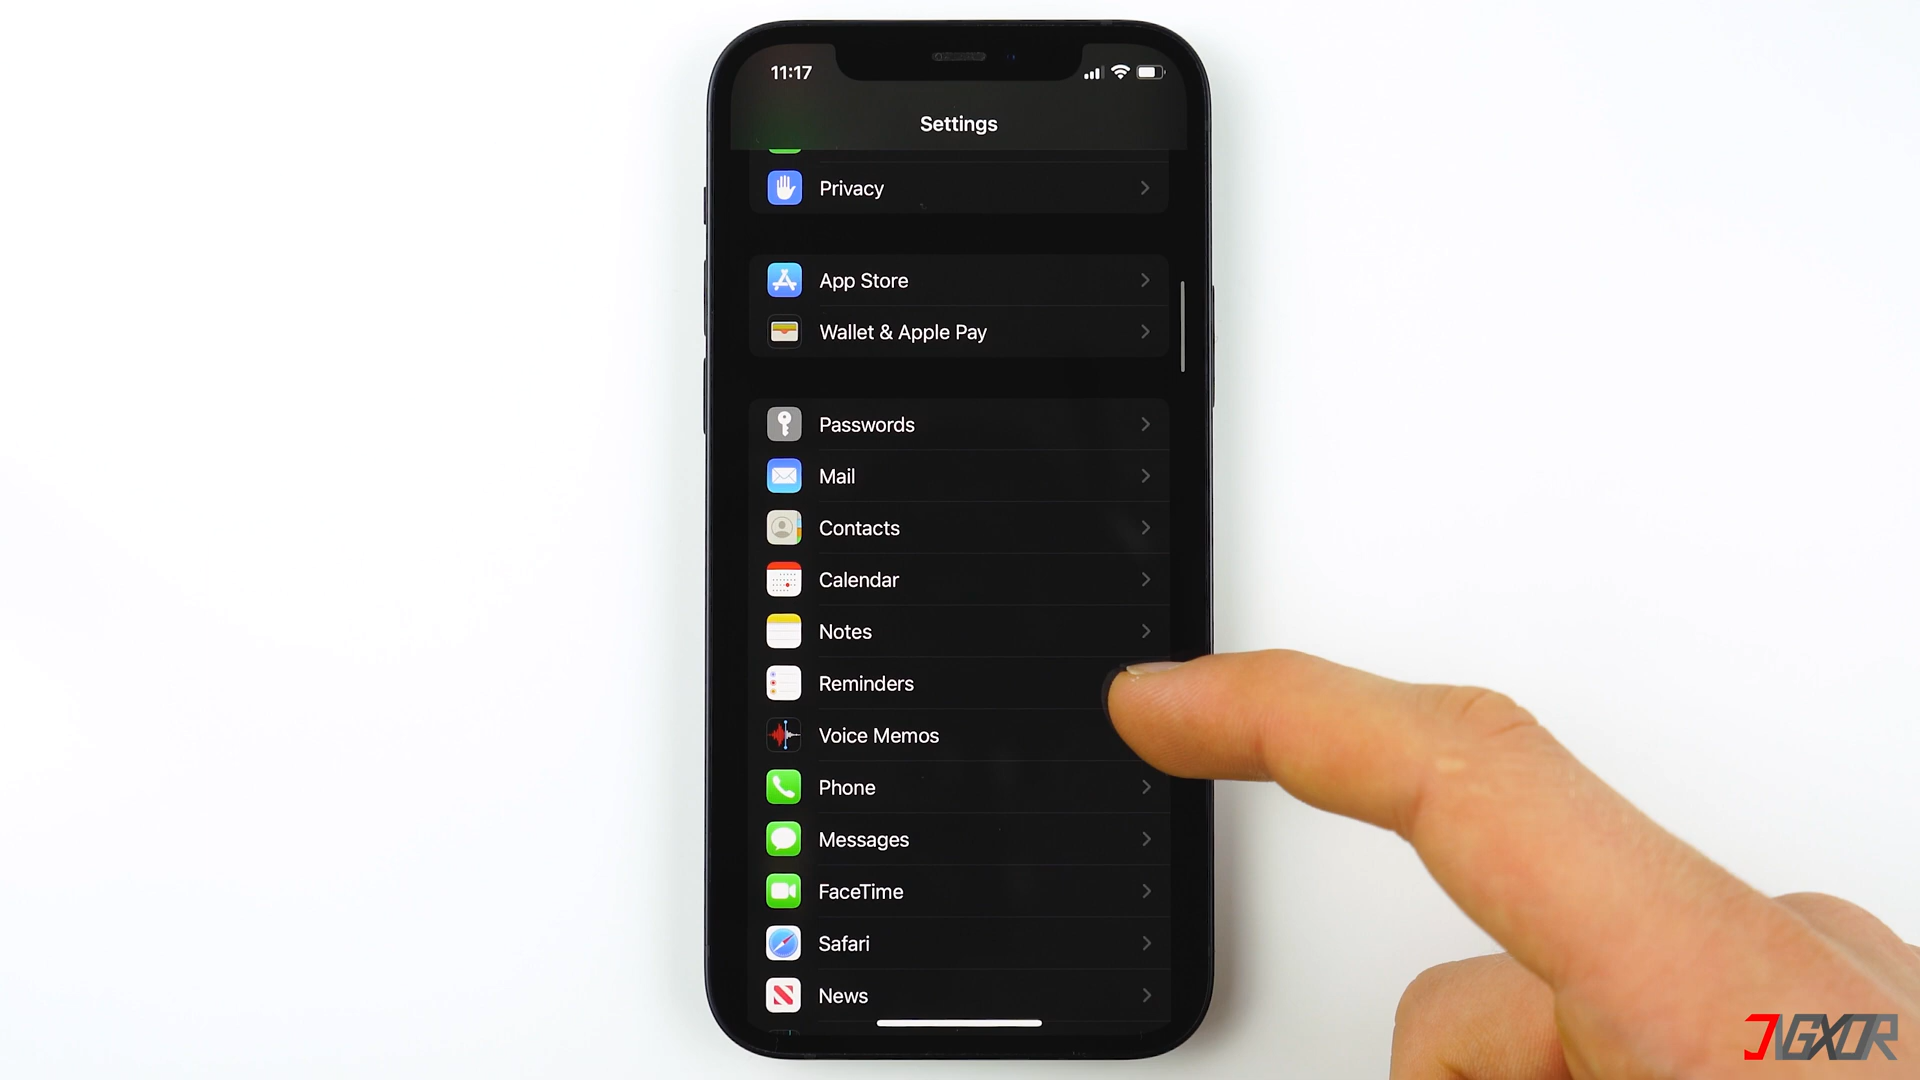 11:17
Settings
Privacy
App Store
Wallet & Apple Pay
Passwords
Mail
Contacts
Calendar
Notes
Reminders
Voice Memos
Phone
Messages
FaceTime
Safari
News
JVGXOR